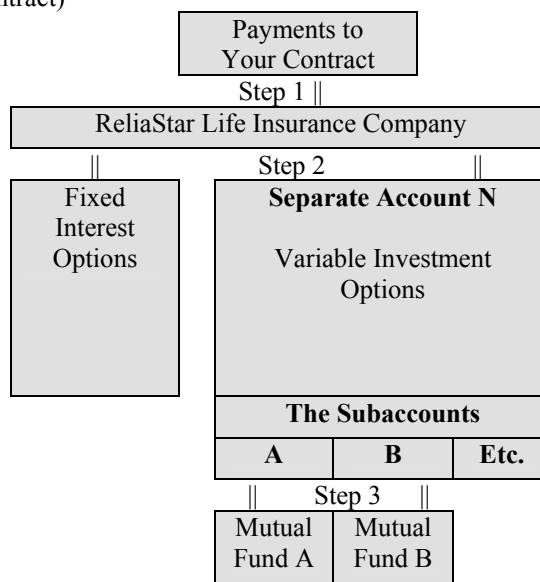 ntract)
Payments to
Your Contract
Step 1 ||
ReliaStar Life Insurance Company
|| Step 2 ||
Fixed
Interest
Options
Separate Account N
Variable Investment
Options
The Subaccounts
A B Etc.
|| Step 3 ||
Mutual
Fund A
Mutual
Fund B